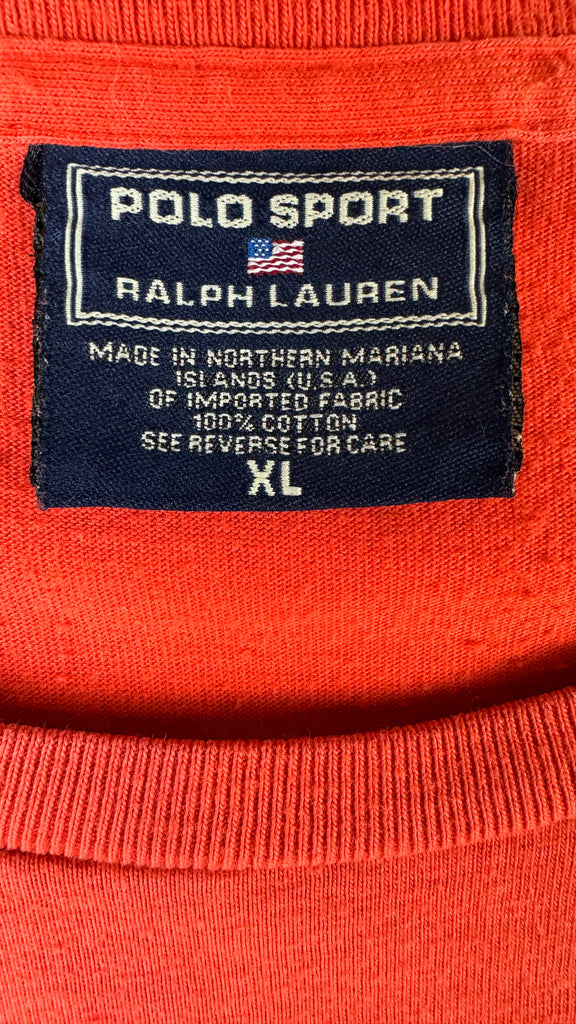 POLO SPORT
RALPH LAUREN
MADE IN NORTHERN MARIANA
ISLANDS (U.S.A.)
OF IMPORTED FABRIC
100% COTTON
SEE REVERSE FOR CARE
XL